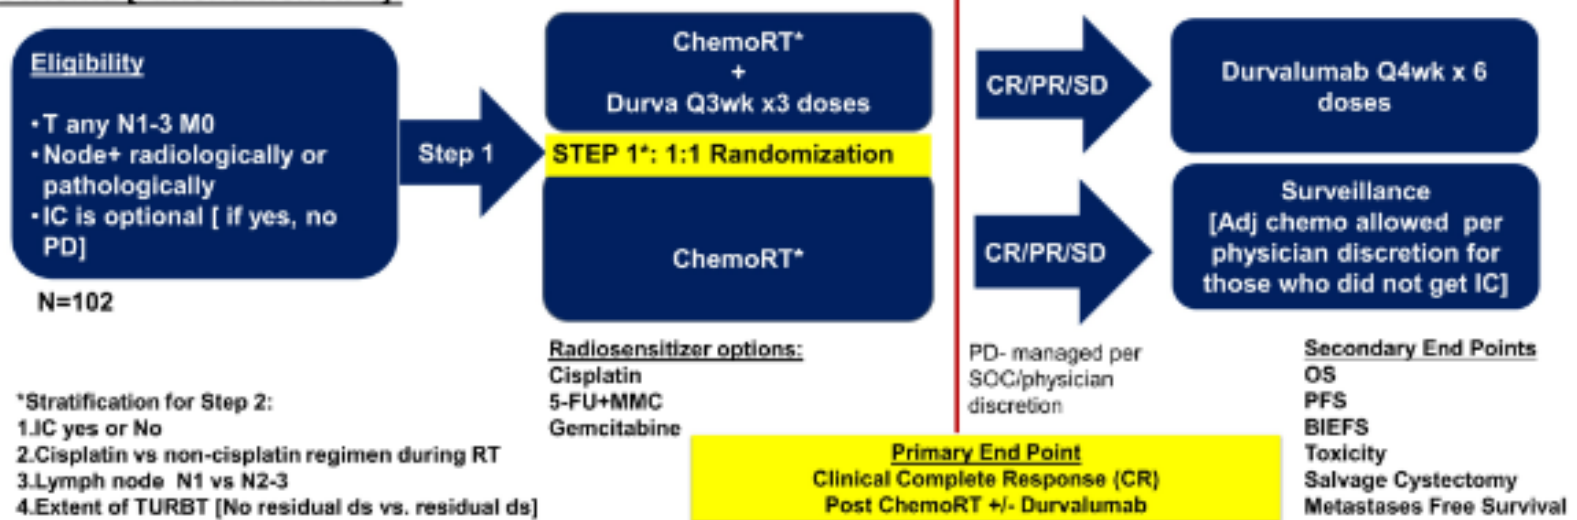 Eligibility
•T any N1-3 M0
•Node+ radiologically or
pathologically
•IC is optional [ if yes, no
PD]
N=102
Step 1
ChemoRT*
+
Durva Q3wk x3 doses
STEP 1*: 1:1 Randomization
ChemoRT*
CR/PR/SD
Durvalumab Q4wk x 6
doses
CR/PR/SD
Surveillance
[Adj chemo allowed per
physician discretion for
those who did not get IC]
Radiosensitizer options:
Cisplatin
5-FU+MMC
Gemcitabine
PD- managed per
SOC/physician
discretion
Secondary End Points
OS
PFS
BIEFS
Toxicity
Salvage Cystectomy
Metastases Free Survival
*Stratification for Step 2:
1.IC yes or No
2.Cisplatin vs non-cisplatin regimen during RT
3.Lymph node N1 vs N2-3
4.Extent of TURBT [No residual ds vs. residual ds]
Primary End Point
Clinical Complete Response (CR)
Post ChemoRT +/- Durvalumab